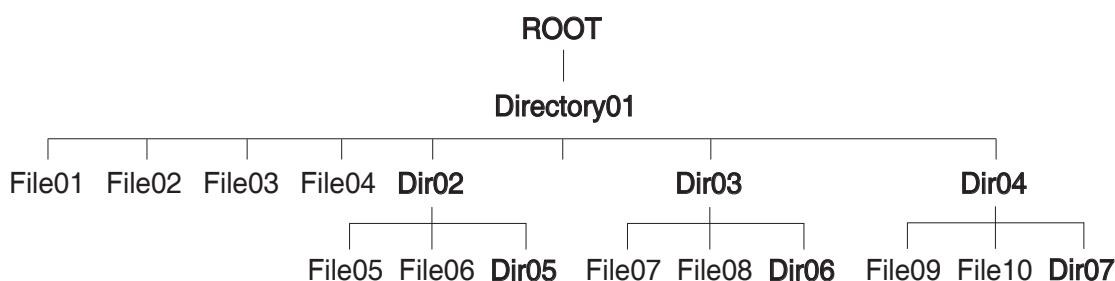 ROOT
Directory01
File01 File02 File03 File04 Dir02 Dir03 Dir04
File05 File06 Dir05 File07 File08 Dir06 File09 File10 Dir07